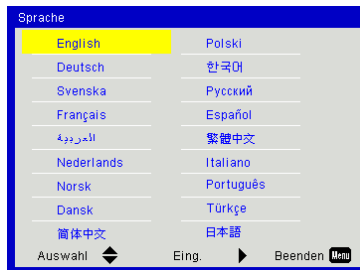 Sprache
English Polski
Deutsch 한국어
Svenska Русский
Français Español
العربية 繁體中文
Nederlands Italiano
Norsk Português
Dansk Türkçe
简体中文 日本語
Auswahl Eing. Beenden Menu